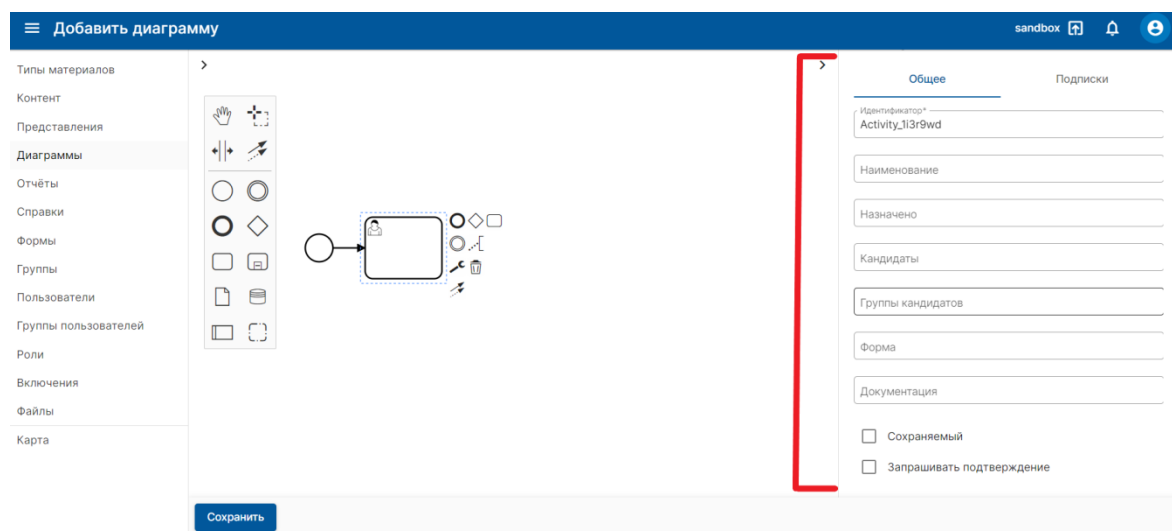 Добавить диаграмму
sandbox
Типы материалов
Контент
Представления
Диаграммы
Отчёты
Справки
Формы
Группы
Пользователи
Группы пользователей
Роли
Включения
Файлы
Карта
Общее
Подписки
Идентификатор*
Activity_1i3r9wd
Наименование
Назначено
Кандидаты
Группы кандидатов
Форма
Документация
Сохраняемый
Запрашивать подтверждение
Сохранить